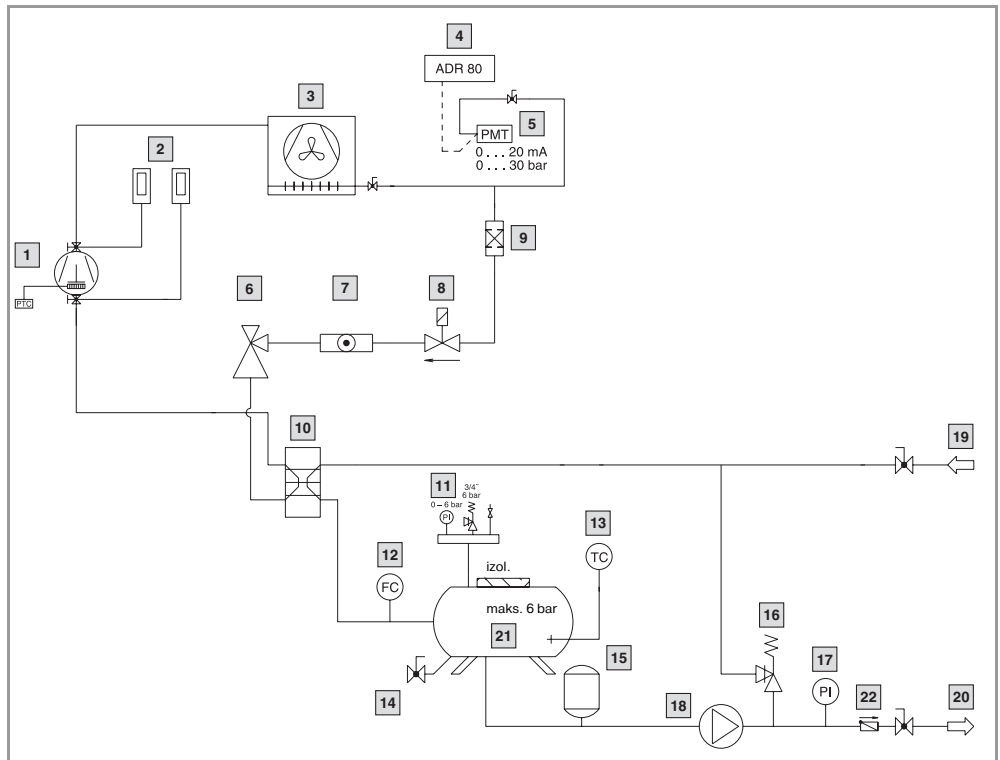 4
ADR 80
3
5
PMT
0 . . . 20 mA
0 . . . 30 bar
2
1
PTC
9
6
7
8
10
19
11
3/4"
6 bar
0 – 6 bar
PI
12
FC
13
TC
izol.
maks. 6 bar
21
14
15
16
17
PI
18
22
20